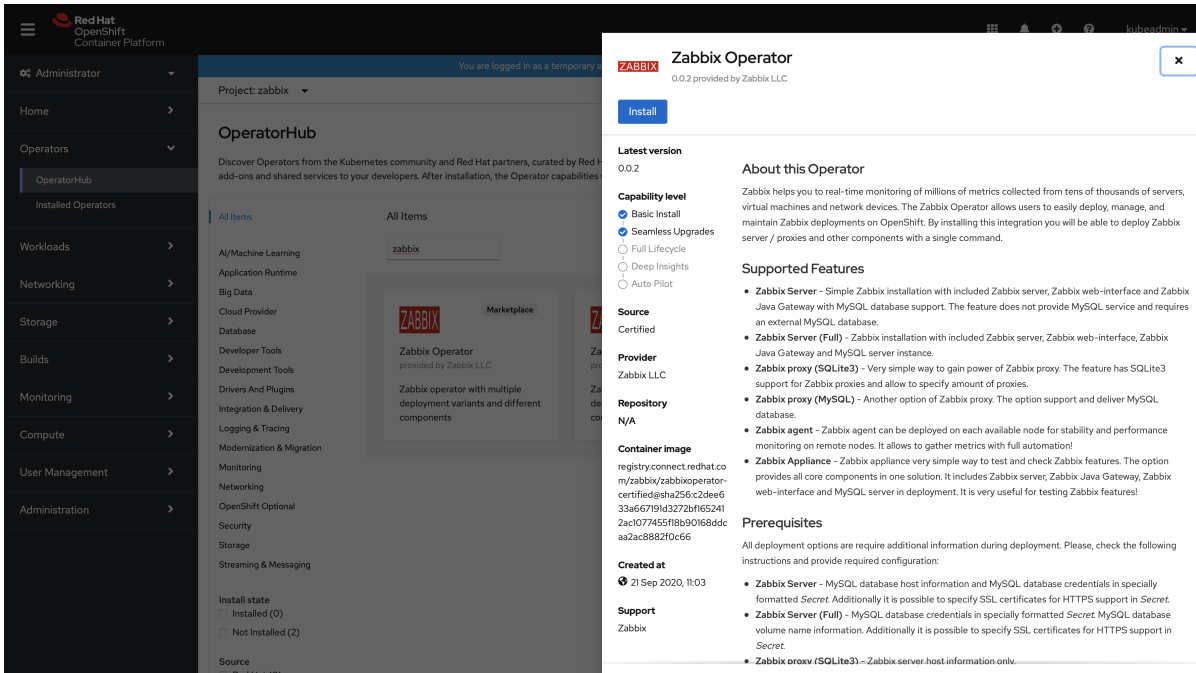 Red Hat
OpenShift
Container Platform
kubeadmin
Administrator
Home
Operators
OperatorHub
Installed Operators
Workloads
Networking
Storage
Builds
Monitoring
Compute
User Management
Administration
You are logged in as a temporary a
Project: zabbix
OperatorHub
Discover Operators from the Kubernetes community and Red Hat partners, curated by Red H
add-ons and shared services to your developers. After installation, the Operator capabilities
All Items
AI/Machine Learning
Application Runtime
Big Data
Cloud Provider
Database
Developer Tools
Development Tools
Drivers And Plugins
Integration & Delivery
Logging & Tracing
Modernization & Migration
Monitoring
Networking
OpenShift Optional
Security
Storage
Streaming & Messaging
Install state
Installed (0)
Not Installed (2)
Source
All Items
zabbix
ZABBIX
Marketplace
Zabbix Operator
provided by Zabbix LLC
Zabbix operator with multiple
deployment variants and different
components
Z
Za
pro
Za
de
co
ZABBIX
Zabbix Operator
0.0.2 provided by Zabbix LLC
Install
Latest version
0.0.2
Capability level
Basic Install
Seamless Upgrades
Full Lifecycle
Deep Insights
Auto Pilot
Source
Certified
Provider
Zabbix LLC
Repository
N/A
Container image
registry.connect.redhat.co
m/zabbix/zabbixoperator-
certified@sha256:c2dee6
33a667191d3272bf165241
2ac1077455f18b90168ddc
aa2ac8882f0c66
Created at
21 Sep 2020, 11:03
Support
Zabbix
About this Operator
Zabbix helps you to real-time monitoring of millions of metrics collected from tens of thousands of servers,
virtual machines and network devices. The Zabbix Operator allows users to easily deploy, manage, and
maintain Zabbix deployments on OpenShift. By installing this integration you will be able to deploy Zabbix
server / proxies and other components with a single command.
Supported Features
• Zabbix Server - Simple Zabbix installation with included Zabbix server, Zabbix web-interface and Zabbix
Java Gateway with MySQL database support. The feature does not provide MySQL service and requires
an external MySQL database.
• Zabbix Server (Full) - Zabbix installation with included Zabbix server, Zabbix web-interface, Zabbix
Java Gateway and MySQL server instance.
• Zabbix proxy (SQLite3) - Very simple way to gain power of Zabbix proxy. The feature has SQLite3
support for Zabbix proxies and allow to specify amount of proxies.
• Zabbix proxy (MySQL) - Another option of Zabbix proxy. The option support and deliver MySQL
database.
• Zabbix agent - Zabbix agent can be deployed on each available node for stability and performance
monitoring on remote nodes. It allows to gather metrics with full automation!
• Zabbix Appliance - Zabbix appliance very simple way to test and check Zabbix features. The option
provides all core components in one solution. It includes Zabbix server, Zabbix Java Gateway, Zabbix
web-interface and MySQL server in deployment. It is very useful for testing Zabbix features!
Prerequisites
All deployment options are require additional information during deployment. Please, check the following
instructions and provide required configuration:
• Zabbix Server - MySQL database host information and MySQL database credentials in specially
formatted Secret. Additionally it is possible to specify SSL certificates for HTTPS support in Secret.
• Zabbix Server (Full) - MySQL database credentials in specially formatted Secret. MySQL database
volume name information. Additionally it is possible to specify SSL certificates for HTTPS support in
Secret.
• Zabbix proxy (SQLite3) - Zabbix server host information only.